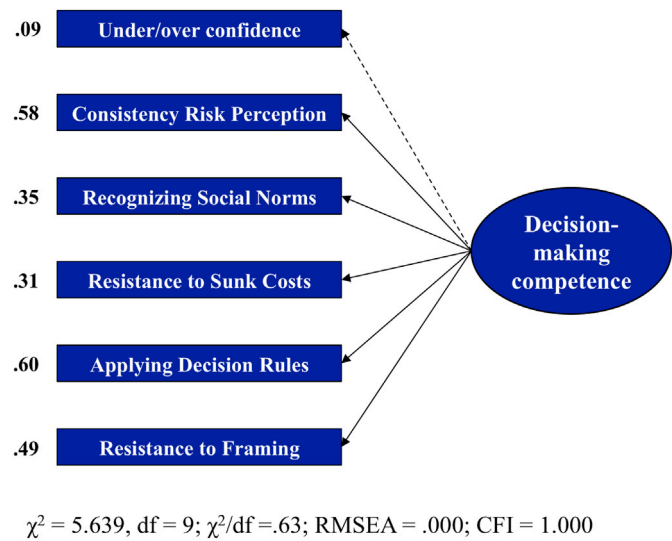 .09 Under/over confidence
.58 Consistency Risk Perception
.35 Recognizing Social Norms
.31 Resistance to Sunk Costs
.60 Applying Decision Rules
.49 Resistance to Framing
Decision-
making
competence
χ² = 5.639, df = 9; χ²/df =.63; RMSEA = .000; CFI = 1.000